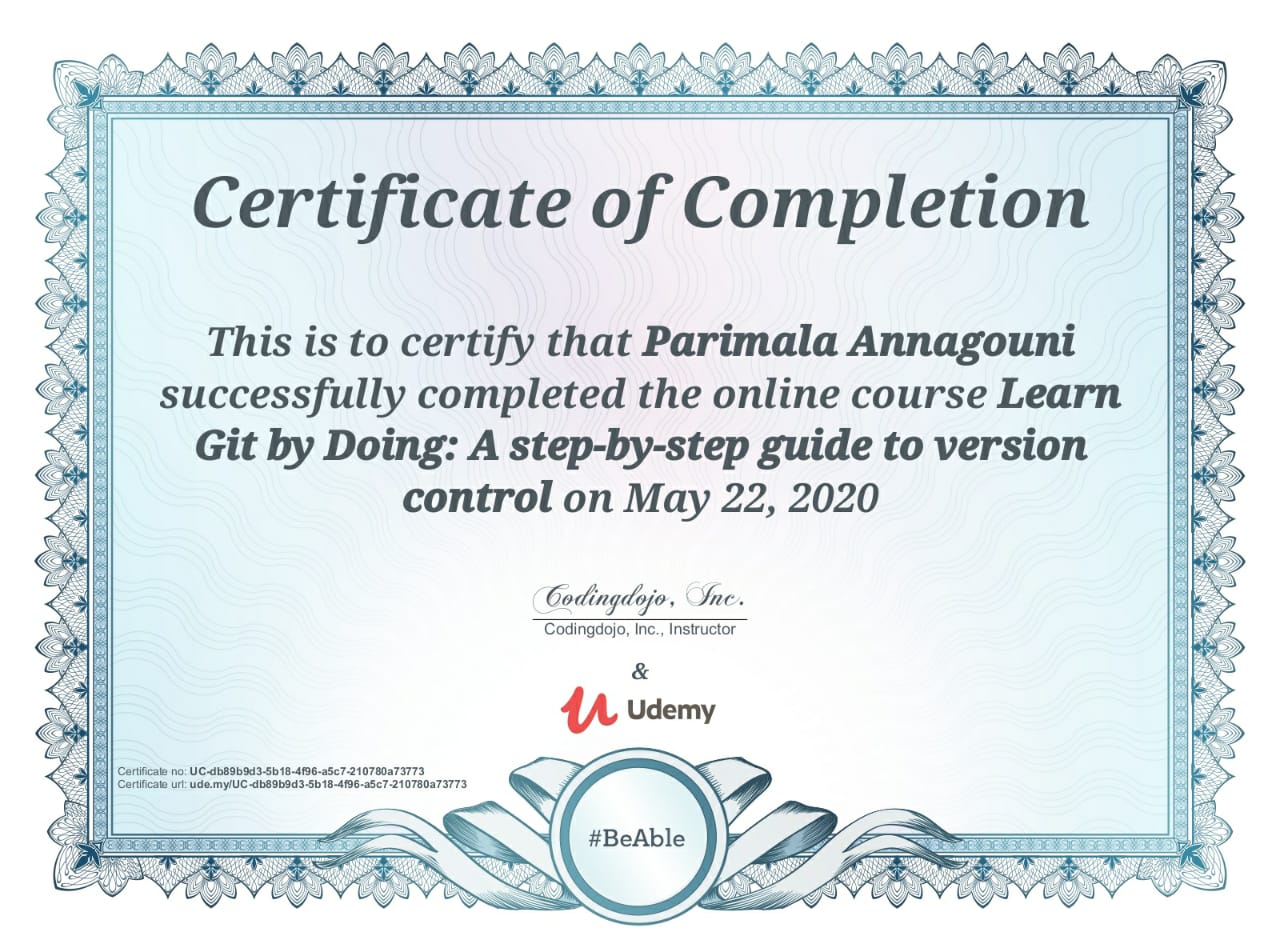 Certificate of Completion
This is to certify that Parimala Annagouni
successfully completed the online course Learn
Git by Doing: A step-by-step guide to version
control on May 22, 2020
Codingdojo, Inc.
Codingdojo, Inc., Instructor
&
Udemy
Certificate no: UC-db89b9d3-5b18-4f96-a5c7-210780a73773
Certificate url: ude.my/UC-db89b9d3-5b18-4f96-a5c7-210780a73773
#BeAble